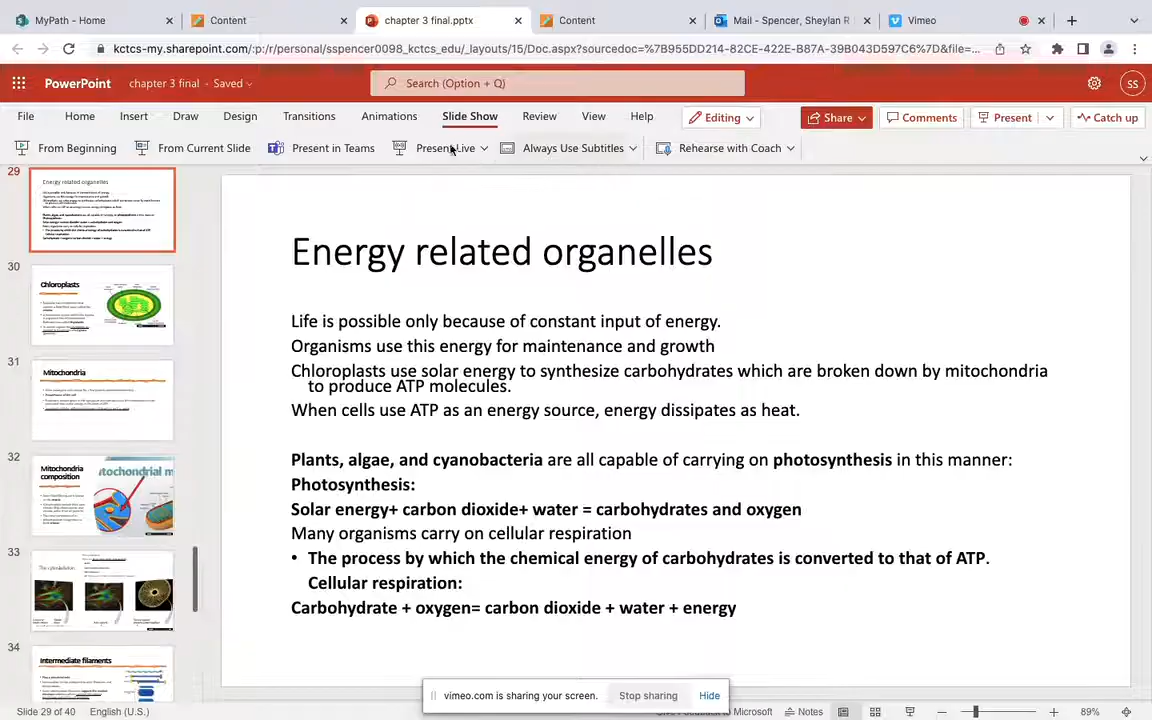 MyPath - Home
Content
chapter 3 final.pptx
Content
Mail - Spencer, Sheylan R
Vimeo
kctcs-my.sharepoint.com/:p:/r/personal/sspencer0098_kctcs_edu/_layouts/15/Doc.aspx?sourcedoc=%7B955DD214-82CE-422E-B87A-39B043D597C6%7D&file=...
PowerPoint
chapter 3 final - Saved
Search (Option + Q)
SS
File
Home
Insert
Draw
Design
Transitions
Animations
Slide Show
Review
View
Help
Editing
Share
Comments
Present
Catch up
From Beginning
From Current Slide
Present in Teams
Present Live
Always Use Subtitles
Rehearse with Coach
29
Energy related organelles
30
Chloroplasts
31
Mitochondria
32
Mitochondria
composition
33
34
Intermediate filaments
Energy related organelles
Life is possible only because of constant input of energy.
Organisms use this energy for maintenance and growth
Chloroplasts use solar energy to synthesize carbohydrates which are broken down by mitochondria
to produce ATP molecules.
When cells use ATP as an energy source, energy dissipates as heat.
Plants, algae, and cyanobacteria are all capable of carrying on photosynthesis in this manner:
Photosynthesis:
Solar energy+ carbon dioxide+ water = carbohydrates and oxygen
Many organisms carry on cellular respiration
• The process by which the chemical energy of carbohydrates is converted to that of ATP.
Cellular respiration:
Carbohydrate + oxygen= carbon dioxide + water + energy
vimeo.com is sharing your screen.
Stop sharing
Hide
Slide 29 of 40
English (U.S.)
Microsoft
Notes
89%